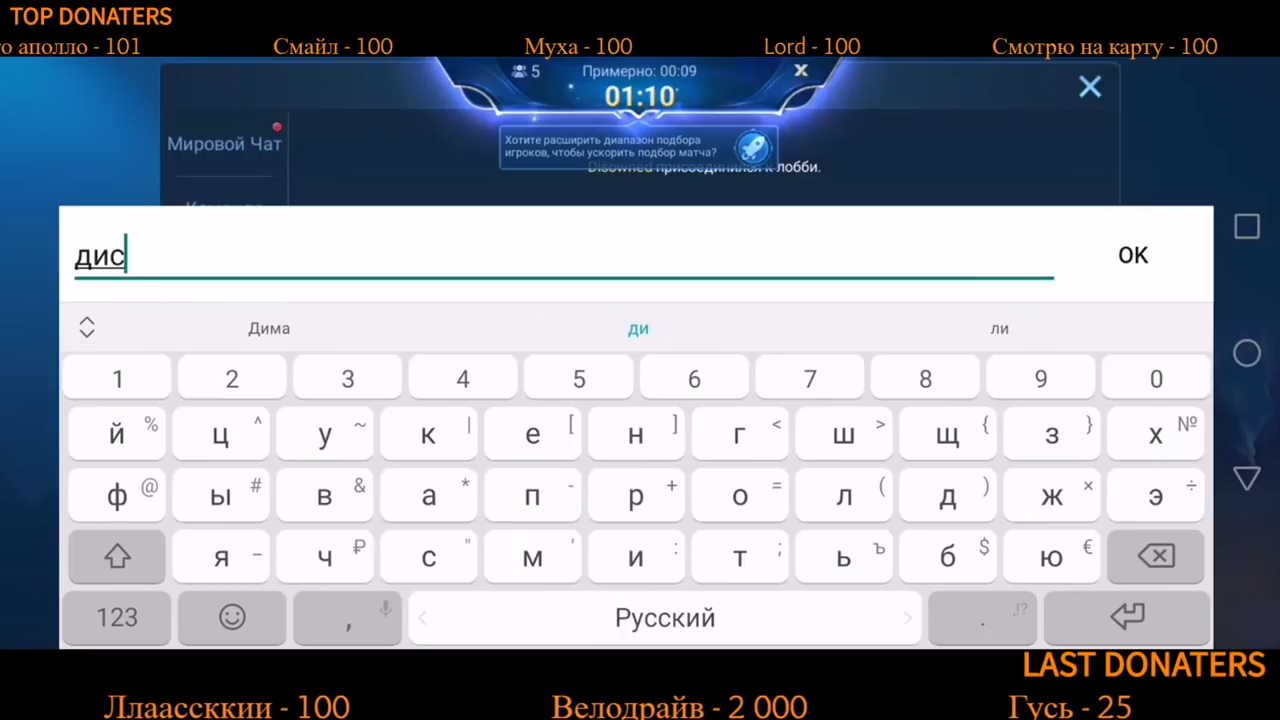 TOP DONATERS
о аполло - 101 Смайл - 100 Муха - 100 Lord - 100 Смотрю на карту - 100
5 Примерно: 00:09 X
01:10
Мировой Чат
Хотите расширить диапазон подбора
игроков, чтобы ускорить подбор матча?
Disowned присоединился к лобби.
дис OK
Дима ди ли
1 2 3 4 5 6 7 8 9 0
й % ц ^ у ~ к | е [ н ] г < ш > щ { з } х №
ф @ ы # в & а * п - р + о = л ( д ) ж × э ÷
я _ ч ₽ с " м ' и : т ; ь ъ б $ ю €
123 , Русский . .!?
LAST DONATERS
Ллаассккии - 100 Велодрайв - 2 000 Гусь - 25